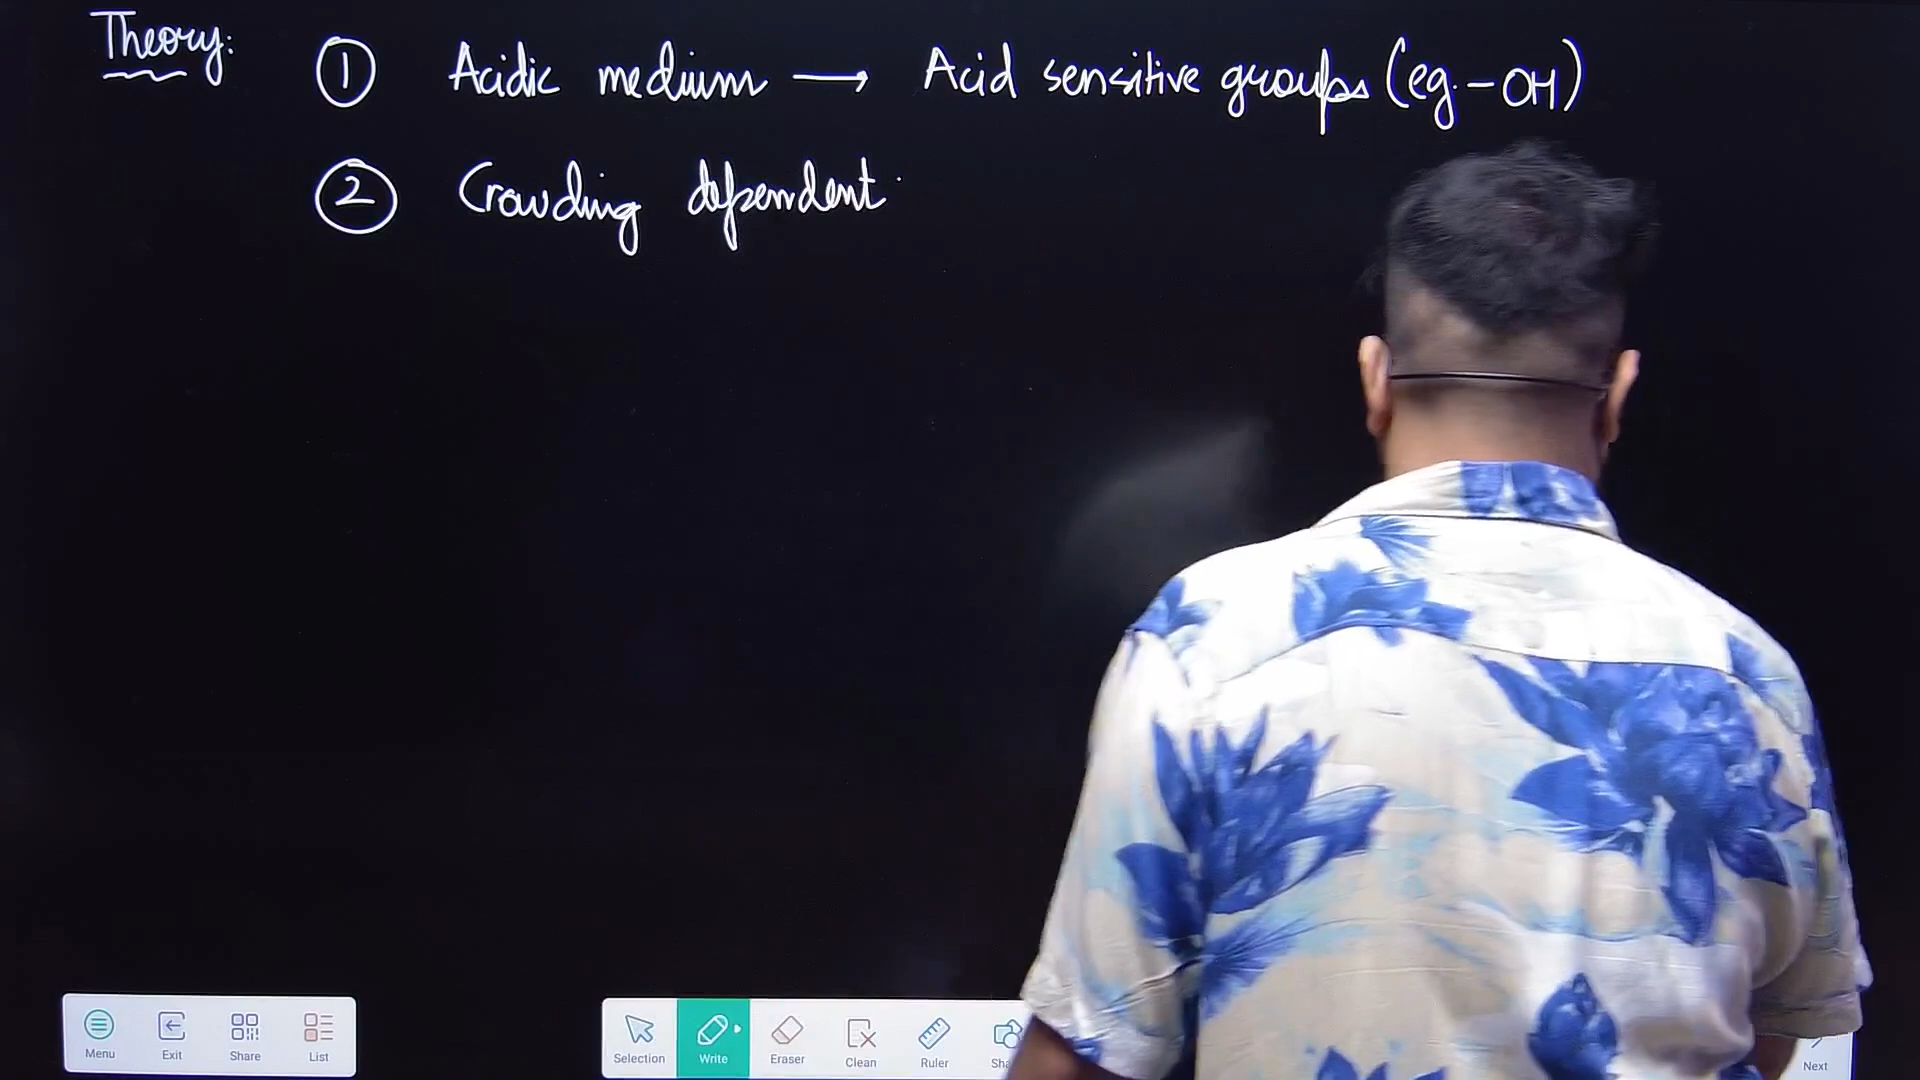 Theory:
① Acidic medium → Acid sensitive groups (eg. -OH)
② Crowding dependent
Menu Exit Share List
Selection Write Eraser Clean Ruler
Next